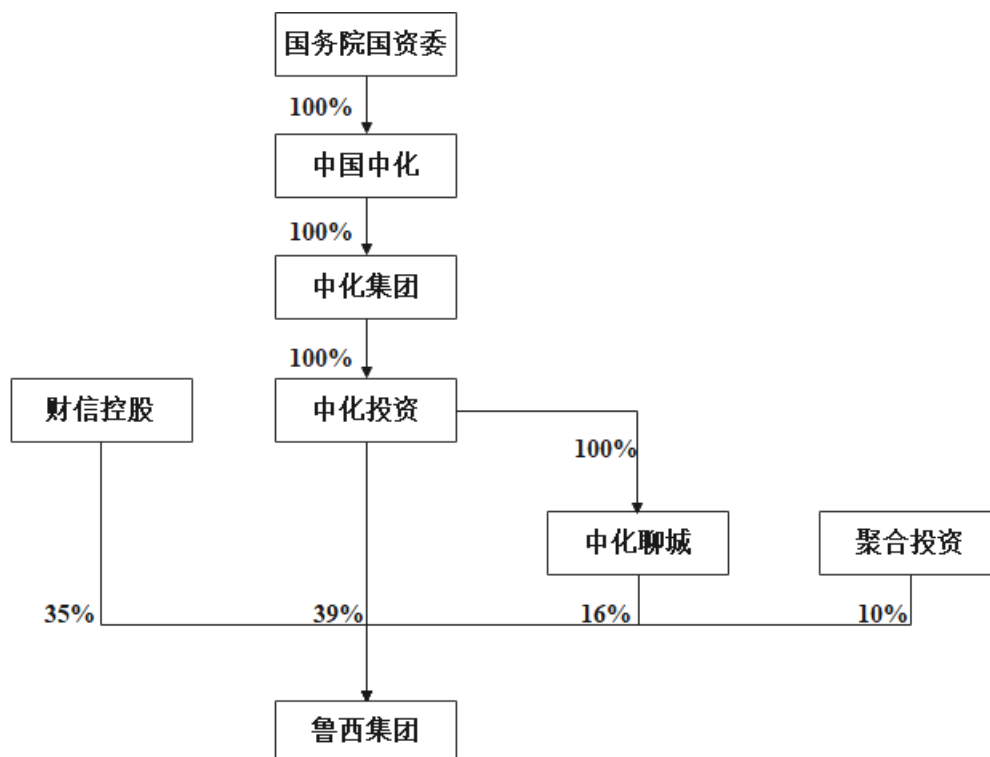 国务院国资委
100%
中国中化
100%
中化集团
100%
财信控股
中化投资
100%
中化聊城
聚合投资
35%
39%
16%
10%
鲁西集团